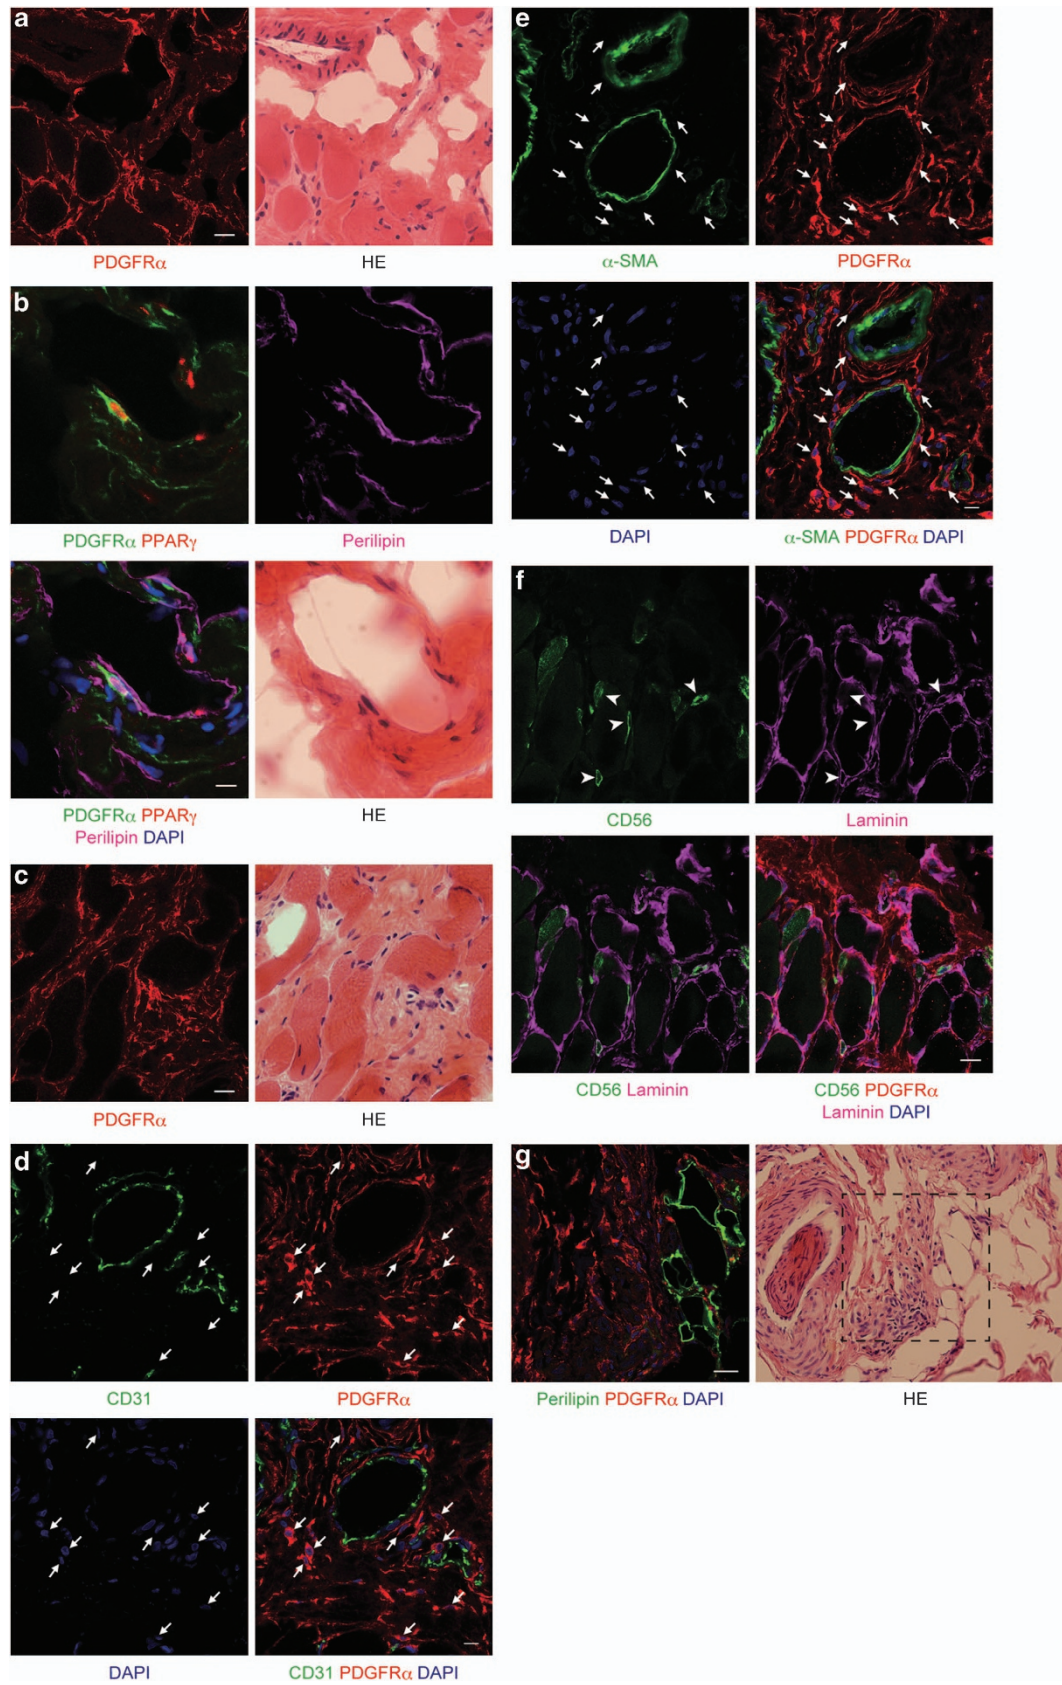 a
PDGFRα
HE
b
PDGFRα PPARγ
Perilipin
PDGFRα PPARγ
Perilipin DAPI
HE
c
PDGFRα
HE
d
CD31
PDGFRα
DAPI
CD31 PDGFRα DAPI
e
α-SMA
PDGFRα
DAPI
α-SMA PDGFRα DAPI
f
CD56
Laminin
CD56 Laminin
CD56 PDGFRα
Laminin DAPI
g
Perilipin PDGFRα DAPI
HE